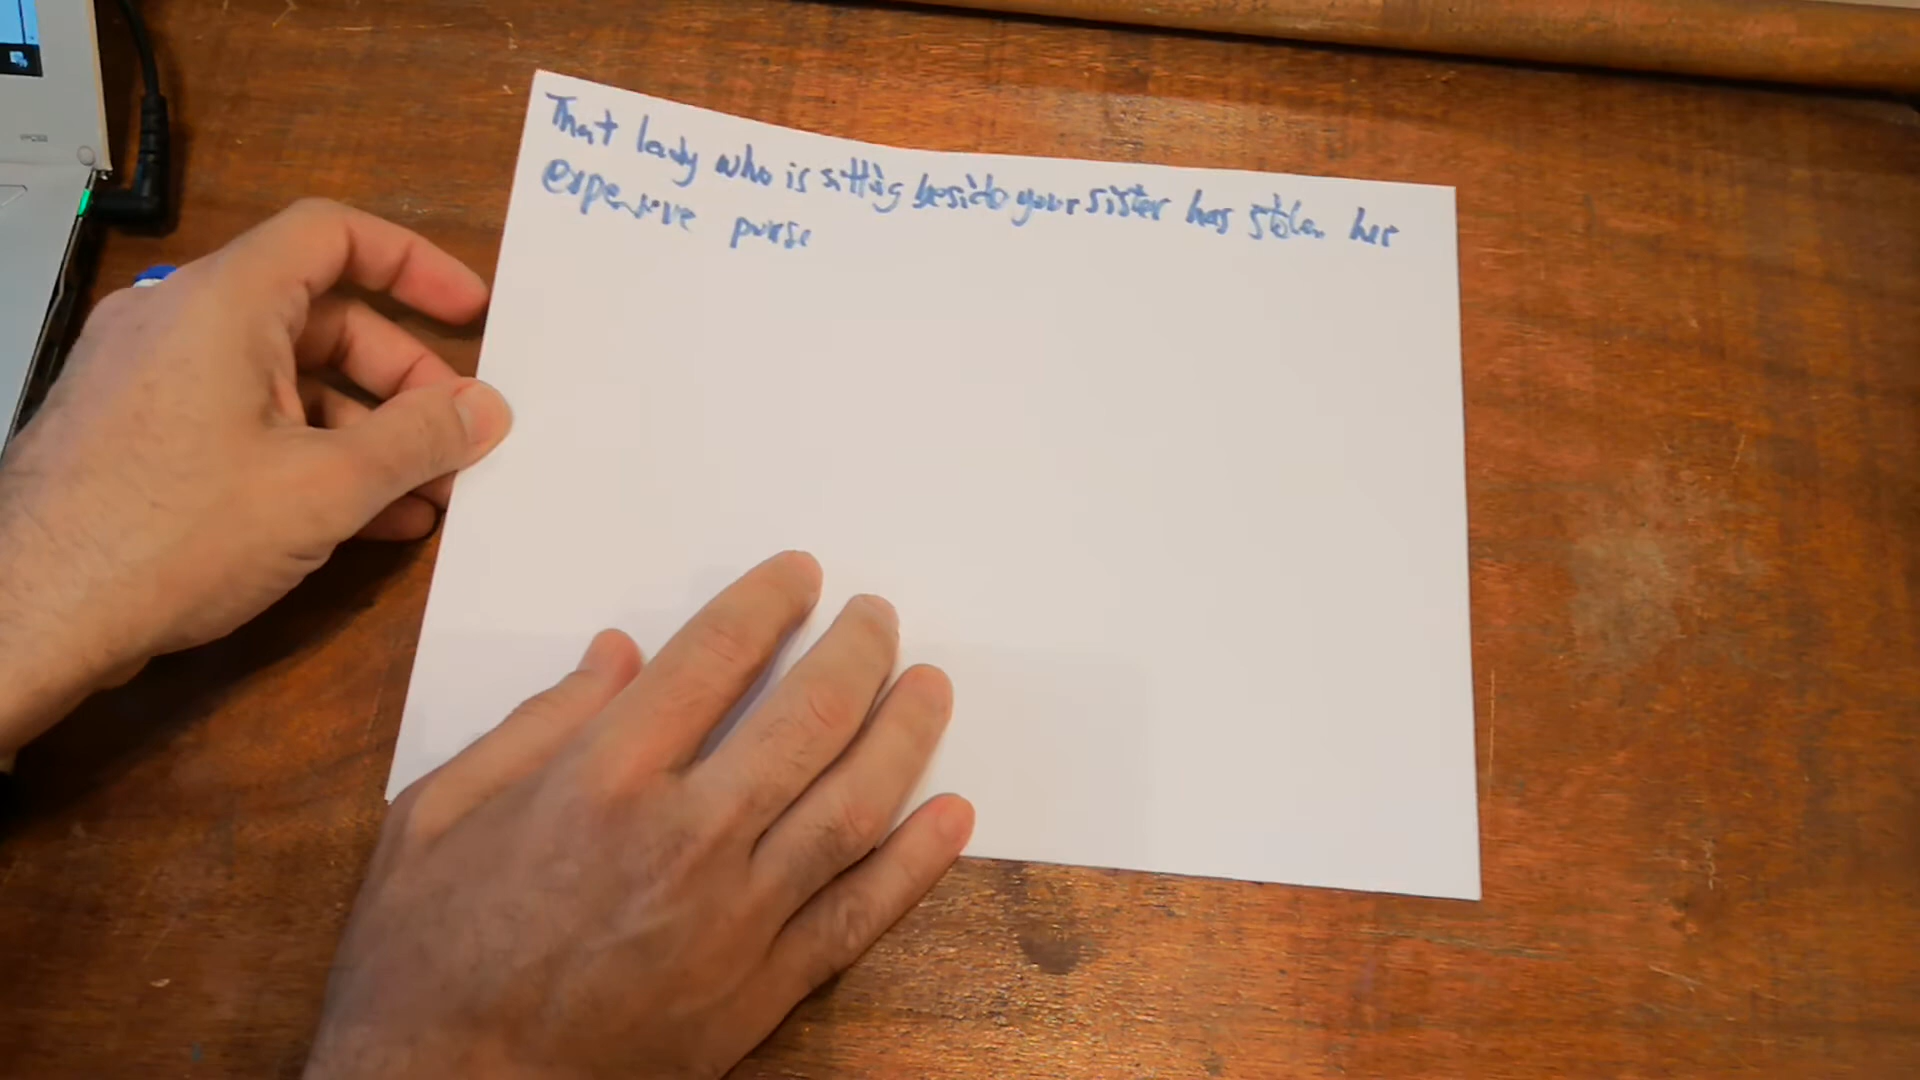 That lady who is sitting beside your sister has stolen her
expensive purse